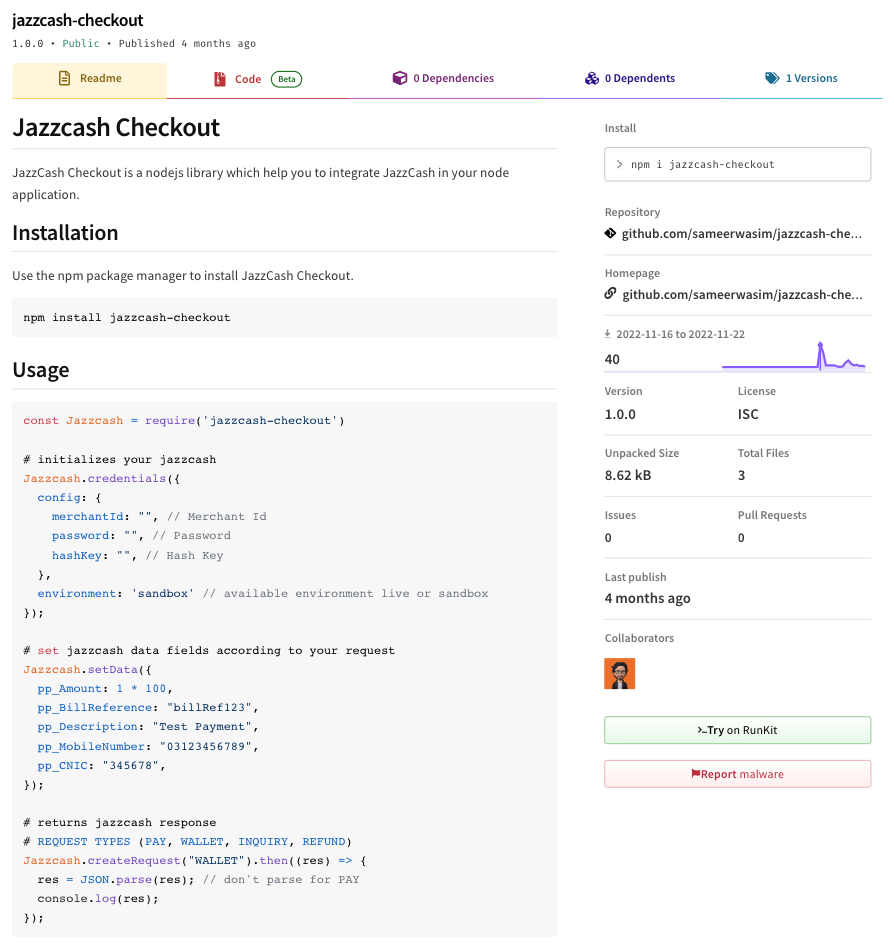 jazzcash-checkout
1.0.0 • Public • Published 4 months ago
Readme
Code Beta
0 Dependencies
0 Dependents
1 Versions
Jazzcash Checkout
JazzCash Checkout is a nodejs library which help you to integrate JazzCash in your node
application.
Installation
Use the npm package manager to install JazzCash Checkout.
npm install jazzcash-checkout
Usage
const Jazzcash = require('jazzcash-checkout')
# initializes your jazzcash
Jazzcash.credentials({
  config: {
    merchantId: "", // Merchant Id
    password: "", // Password
    hashKey: "", // Hash Key
  },
  environment: 'sandbox' // available environment live or sandbox
});
# set jazzcash data fields according to your request
Jazzcash.setData({
  pp_Amount: 1 * 100,
  pp_BillReference: "billRef123",
  pp_Description: "Test Payment",
  pp_MobileNumber: "03123456789",
  pp_CNIC: "345678",
});
# returns jazzcash response
# REQUEST TYPES (PAY, WALLET, INQUIRY, REFUND)
Jazzcash.createRequest("WALLET").then((res) => {
  res = JSON.parse(res); // don't parse for PAY
  console.log(res);
});
Install
> npm i jazzcash-checkout
Repository
github.com/sameerwasim/jazzcash-che...
Homepage
github.com/sameerwasim/jazzcash-che...
2022-11-16 to 2022-11-22
40
Version
License
1.0.0
ISC
Unpacked Size
Total Files
8.62 kB
3
Issues
Pull Requests
0
0
Last publish
4 months ago
Collaborators
Try on RunKit
Report malware